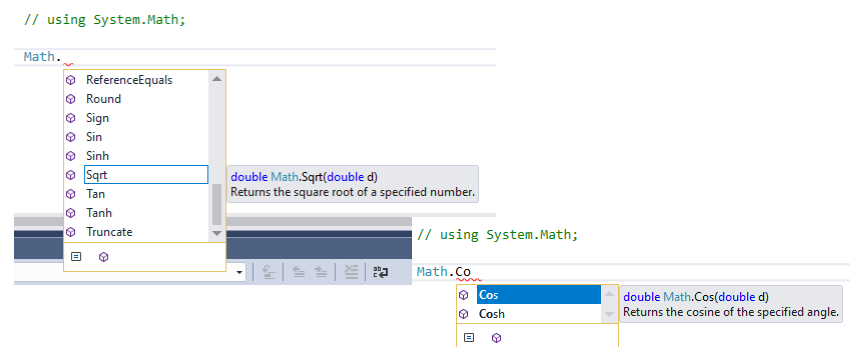 // using System.Math;
Math.
ReferenceEquals
Round
Sign
Sin
Sinh
Sqrt
double Math.Sqrt(double d)
Returns the square root of a specified number.
Tan
Tanh
Truncate
// using System.Math;
Math.Co
Cos
double Math.Cos(double d)
Cosh
Returns the cosine of the specified angle.